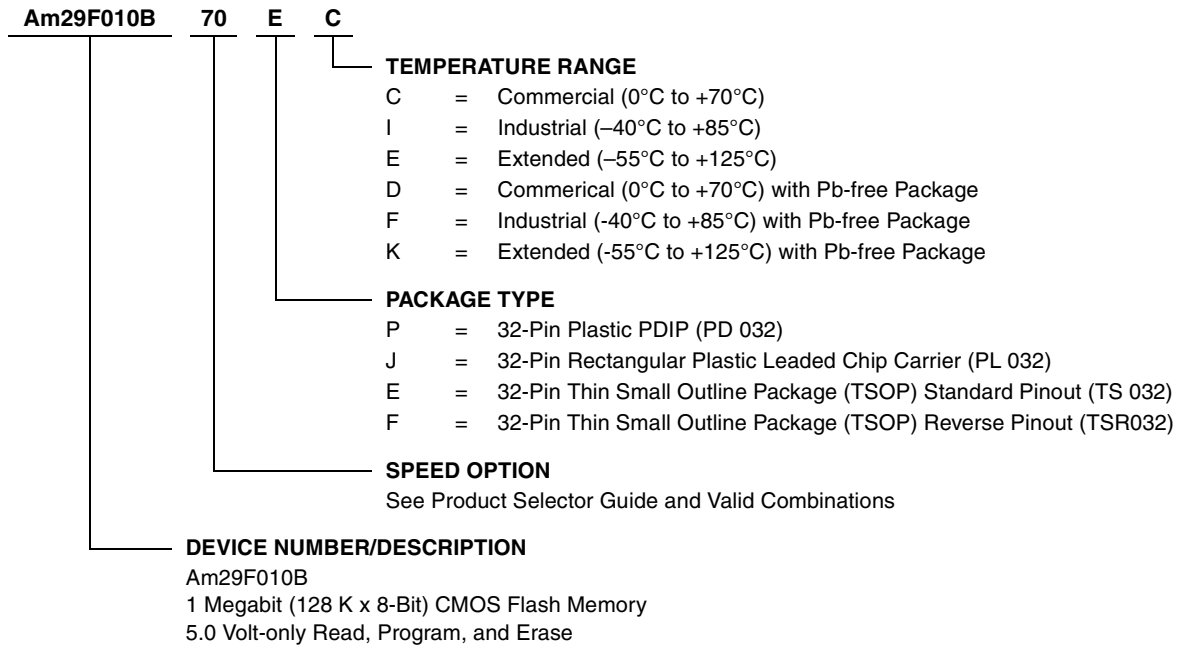 Am29F010B 70 E C
TEMPERATURE RANGE
C = Commercial (0°C to +70°C)
I = Industrial (–40°C to +85°C)
E = Extended (–55°C to +125°C)
D = Commerical (0°C to +70°C) with Pb-free Package
F = Industrial (-40°C to +85°C) with Pb-free Package
K = Extended (-55°C to +125°C) with Pb-free Package
PACKAGE TYPE
P = 32-Pin Plastic PDIP (PD 032)
J = 32-Pin Rectangular Plastic Leaded Chip Carrier (PL 032)
E = 32-Pin Thin Small Outline Package (TSOP) Standard Pinout (TS 032)
F = 32-Pin Thin Small Outline Package (TSOP) Reverse Pinout (TSR032)
SPEED OPTION
See Product Selector Guide and Valid Combinations
DEVICE NUMBER/DESCRIPTION
Am29F010B
1 Megabit (128 K x 8-Bit) CMOS Flash Memory
5.0 Volt-only Read, Program, and Erase